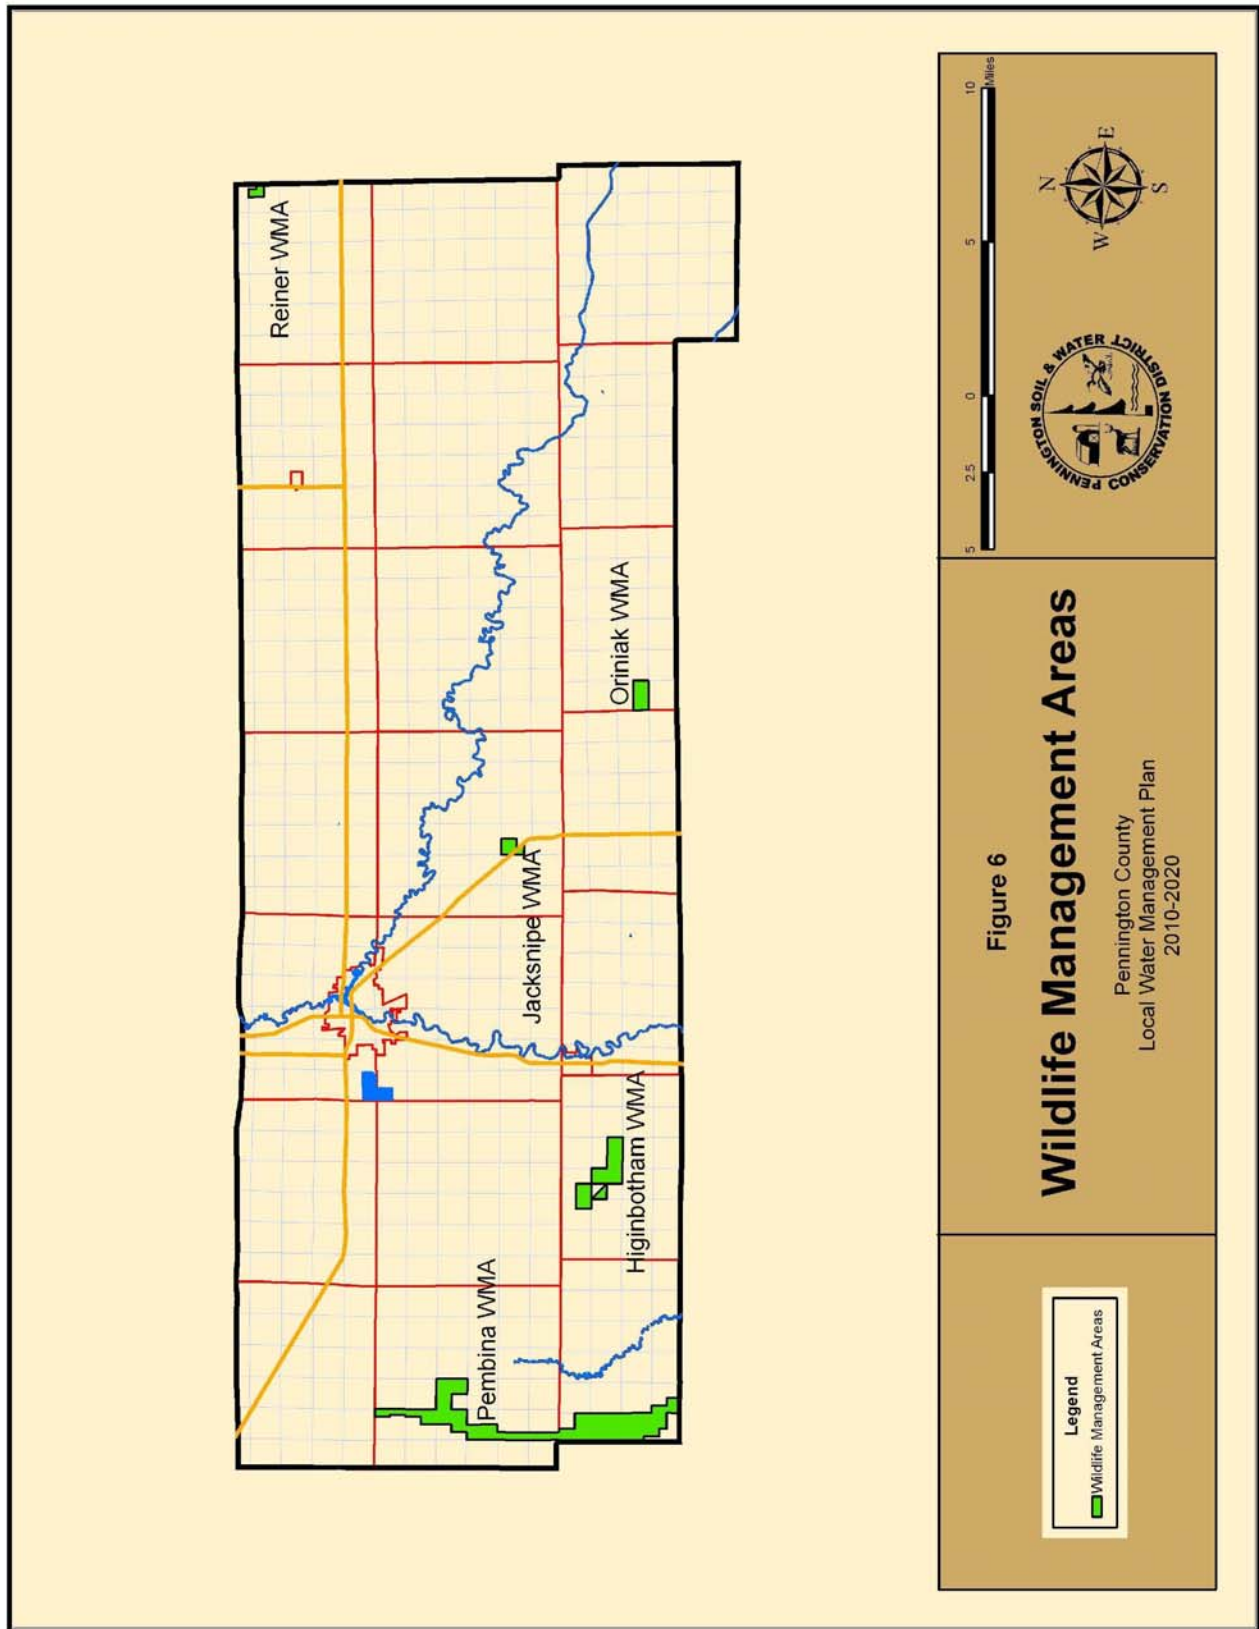 Reiner WMA
Oriniak WMA
Jacksnipe WMA
Higinbotham WMA
Pembina WMA
Legend
Wildlife Management Areas
Figure 6
Wildlife Management Areas
Pennington County
Local Water Management Plan
2010-2020
5 2.5 0 5 10
Miles
PENNINGTON SOIL & WATER
CONSERVATION DISTRICT
N
W E
S